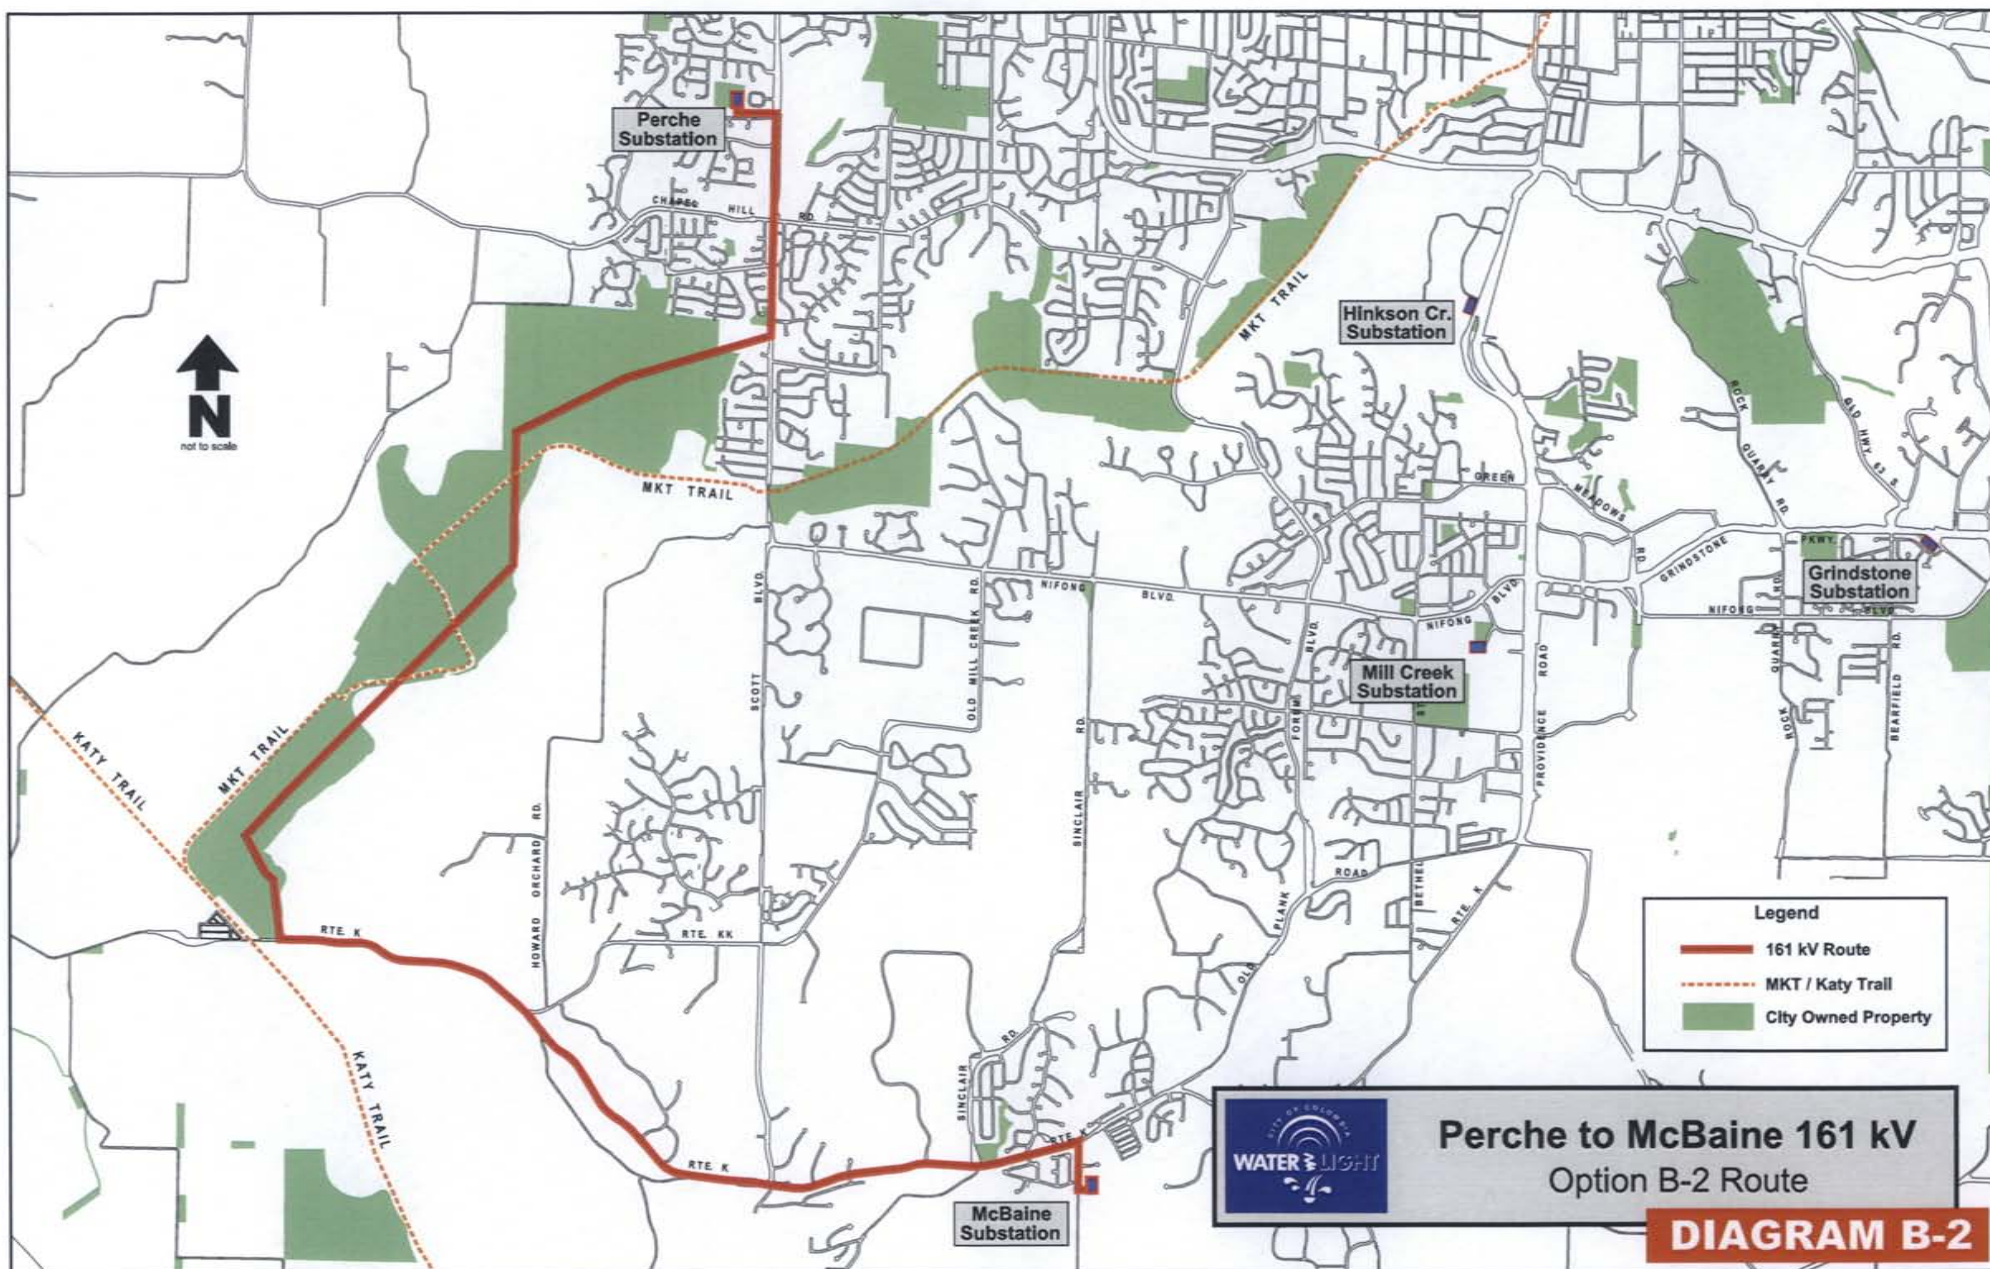 Perche
Substation
CHAPEL HILL RD.
MKT TRAIL
Hinkson Cr.
Substation
N
not to scale
ROCK QUARRY RD.
OLD HWY 63 S
MKT TRAIL
GREEN MEADOWS RD.
GRINDSTONE PKWY.
Grindstone
Substation
NIFONG BLVD.
NIFONG BLVD.
NIFONG BLVD.
SCOTT BLVD.
OLD MILL CREEK RD.
SINCLAIR RD.
FORUM BLVD.
Mill Creek
Substation
ST
PROVIDENCE ROAD
ROCK QUARRY RD.
BEARFIELD RD.
KATY TRAIL
MKT TRAIL
HOWARD ORCHARD RD.
RTE. K
RTE. KK
OLD PLANK ROAD
BETHEL
RTE. K
KATY TRAIL
SINCLAIR RD.
RTE. K
RTE. K
McBaine
Substation
Legend
161 kV Route
MKT / Katy Trail
City Owned Property
CITY OF COLUMBIA
WATER & LIGHT
Perche to McBaine 161 kV
Option B-2 Route
DIAGRAM B-2